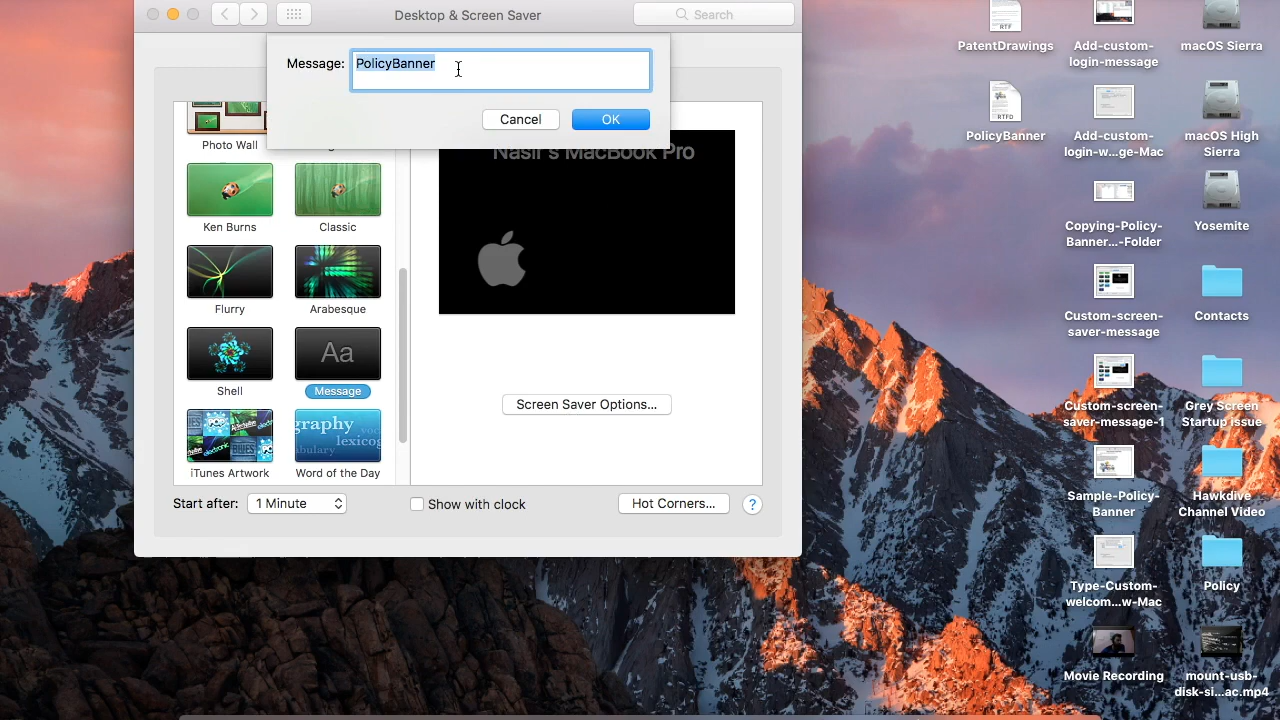 Desktop & Screen Saver
Search
Message: PolicyBanner
Cancel
OK
Photo Wall
Ken Burns
Classic
Flurry
Arabesque
Shell
Aa
Message
iTunes Artwork
Word of the Day
Nasir's MacBook Pro
Screen Saver Options...
Start after: 1 Minute
Show with clock
Hot Corners...
?
RTF
PatentDrawings
RTFD
PolicyBanner
Add-custom-
login-message
Add-custom-
login-w...ge-Mac
Copying-Policy-
Banner...-Folder
Custom-screen-
saver-message
Custom-screen-
saver-message-1
Sample-Policy-
Banner
Type-Custom-
welcom...w-Mac
Movie Recording
macOS Sierra
macOS High
Sierra
Yosemite
Contacts
Grey Screen
Startup issue
Hawkdive
Channel Video
Policy
mount-usb-
disk-si...ac.mp4